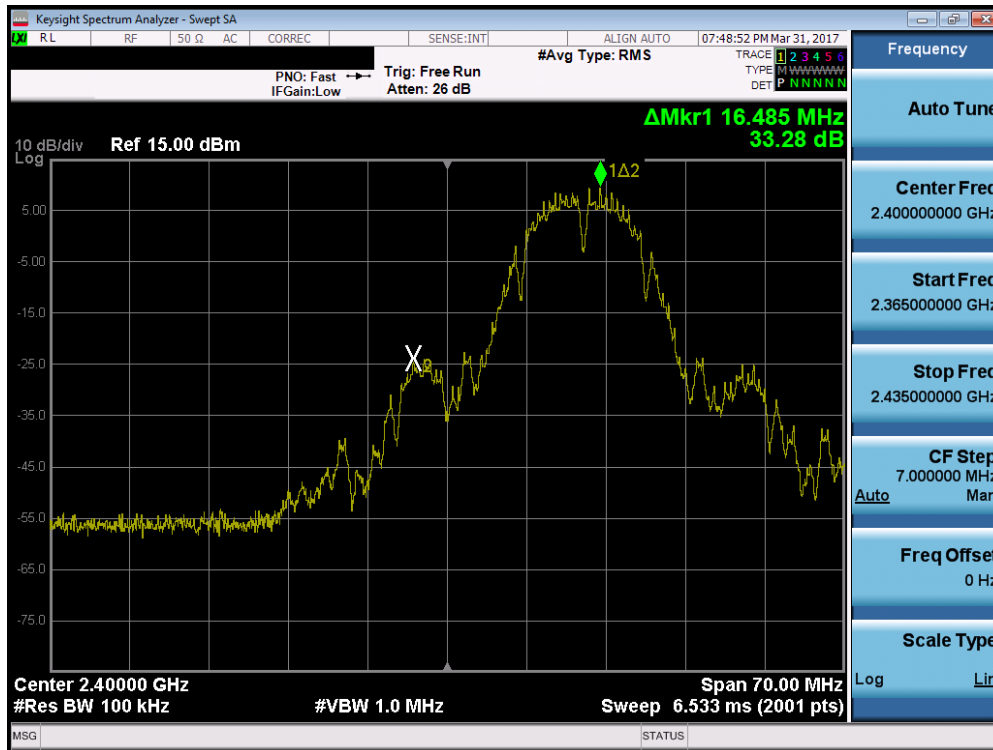 Keysight Spectrum Analyzer - Swept SA
LXI RL RF 50 Ω AC CORREC SENSE:INT ALIGN AUTO 07:48:52 PM Mar 31, 2017
#Avg Type: RMS
TRACE 1 2 3 4 5 6
TYPE M W W W W W
DET P N N N N N
PNO: Fast Trig: Free Run
IFGain:Low Atten: 26 dB
ΔMkr1 16.485 MHz
33.28 dB
10 dB/div Ref 15.00 dBm
Log
1Δ2
5.00
-5.00
-15.0
-25.0
X2
-35.0
-45.0
-55.0
-65.0
-75.0
Center 2.40000 GHz Span 70.00 MHz
#Res BW 100 kHz #VBW 1.0 MHz Sweep 6.533 ms (2001 pts)
MSG STATUS
Frequency
Auto Tune
Center Freq
2.400000000 GHz
Start Freq
2.365000000 GHz
Stop Freq
2.435000000 GHz
CF Step
7.000000 MHz
Auto Man
Freq Offset
0 Hz
Scale Type
Log Lin